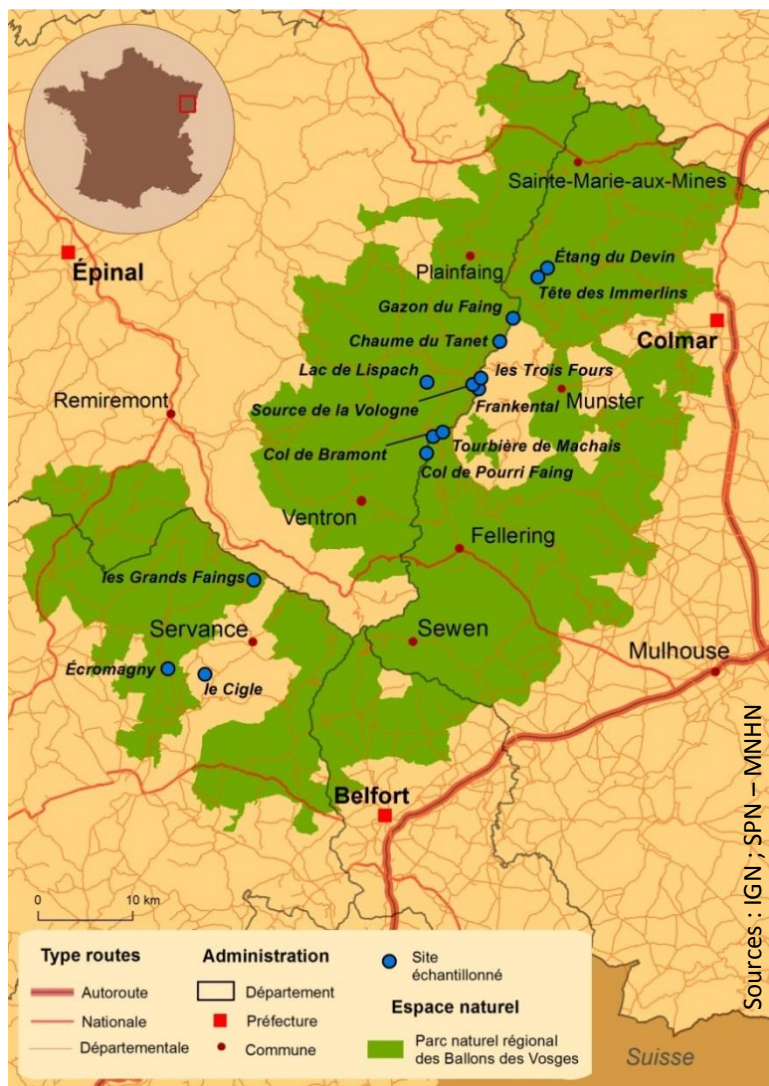 Sainte-Marie-aux-Mines
Épinal
Plainfaing
Étang du Devin
Tête des Immerlins
Gazon du Faing
Chaume du Tanet
Colmar
Lac de Lispach
les Trois Fours
Remiremont
Source de la Vologne
Frankental
Munster
Col de Bramont
Tourbière de Machais
Col de Pourri Faing
Ventron
Fellering
les Grands Faings
Servance
Sewen
Mulhouse
Écromagny
le Cigle
Belfort
0 10 km
Type routes
Autoroute
Nationale
Départementale
Administration
Département
Préfecture
Commune
Site
échantillonné
Espace naturel
Parc naturel régional
des Ballons des Vosges
Suisse
Sources : IGN ; SPN – MNHN